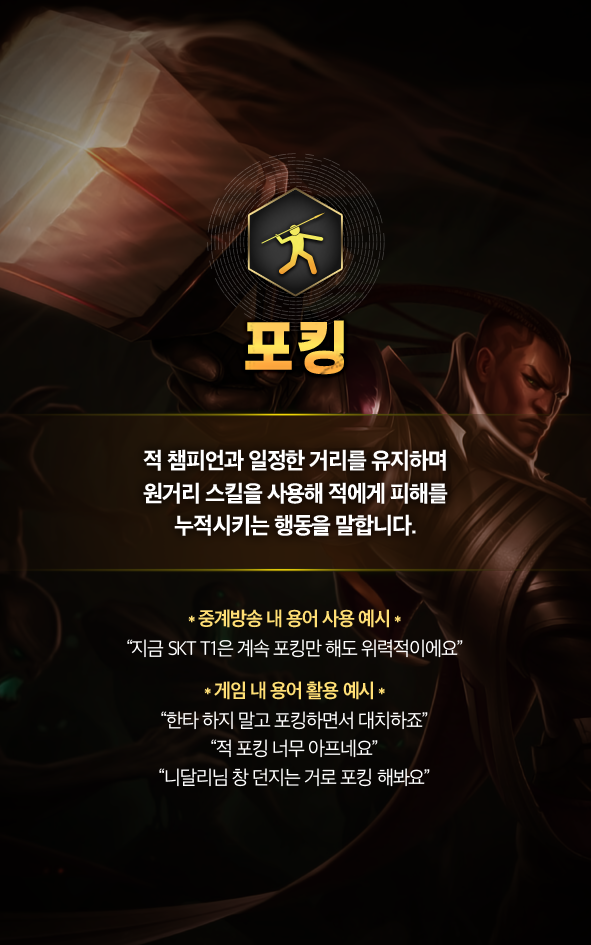 포킹
적 챔피언과 일정한 거리를 유지하며
원거리 스킬을 사용해 적에게 피해를
누적시키는 행동을 말합니다.
* 중계방송 내 용어 사용 예시 *
“지금 SKT T1은 계속 포킹만 해도 위력적이에요”
* 게임 내 용어 활용 예시 *
“한타 하지 말고 포킹하면서 대치하죠”
“적 포킹 너무 아프네요”
“니달리님 창 던지는 거로 포킹 해봐요”